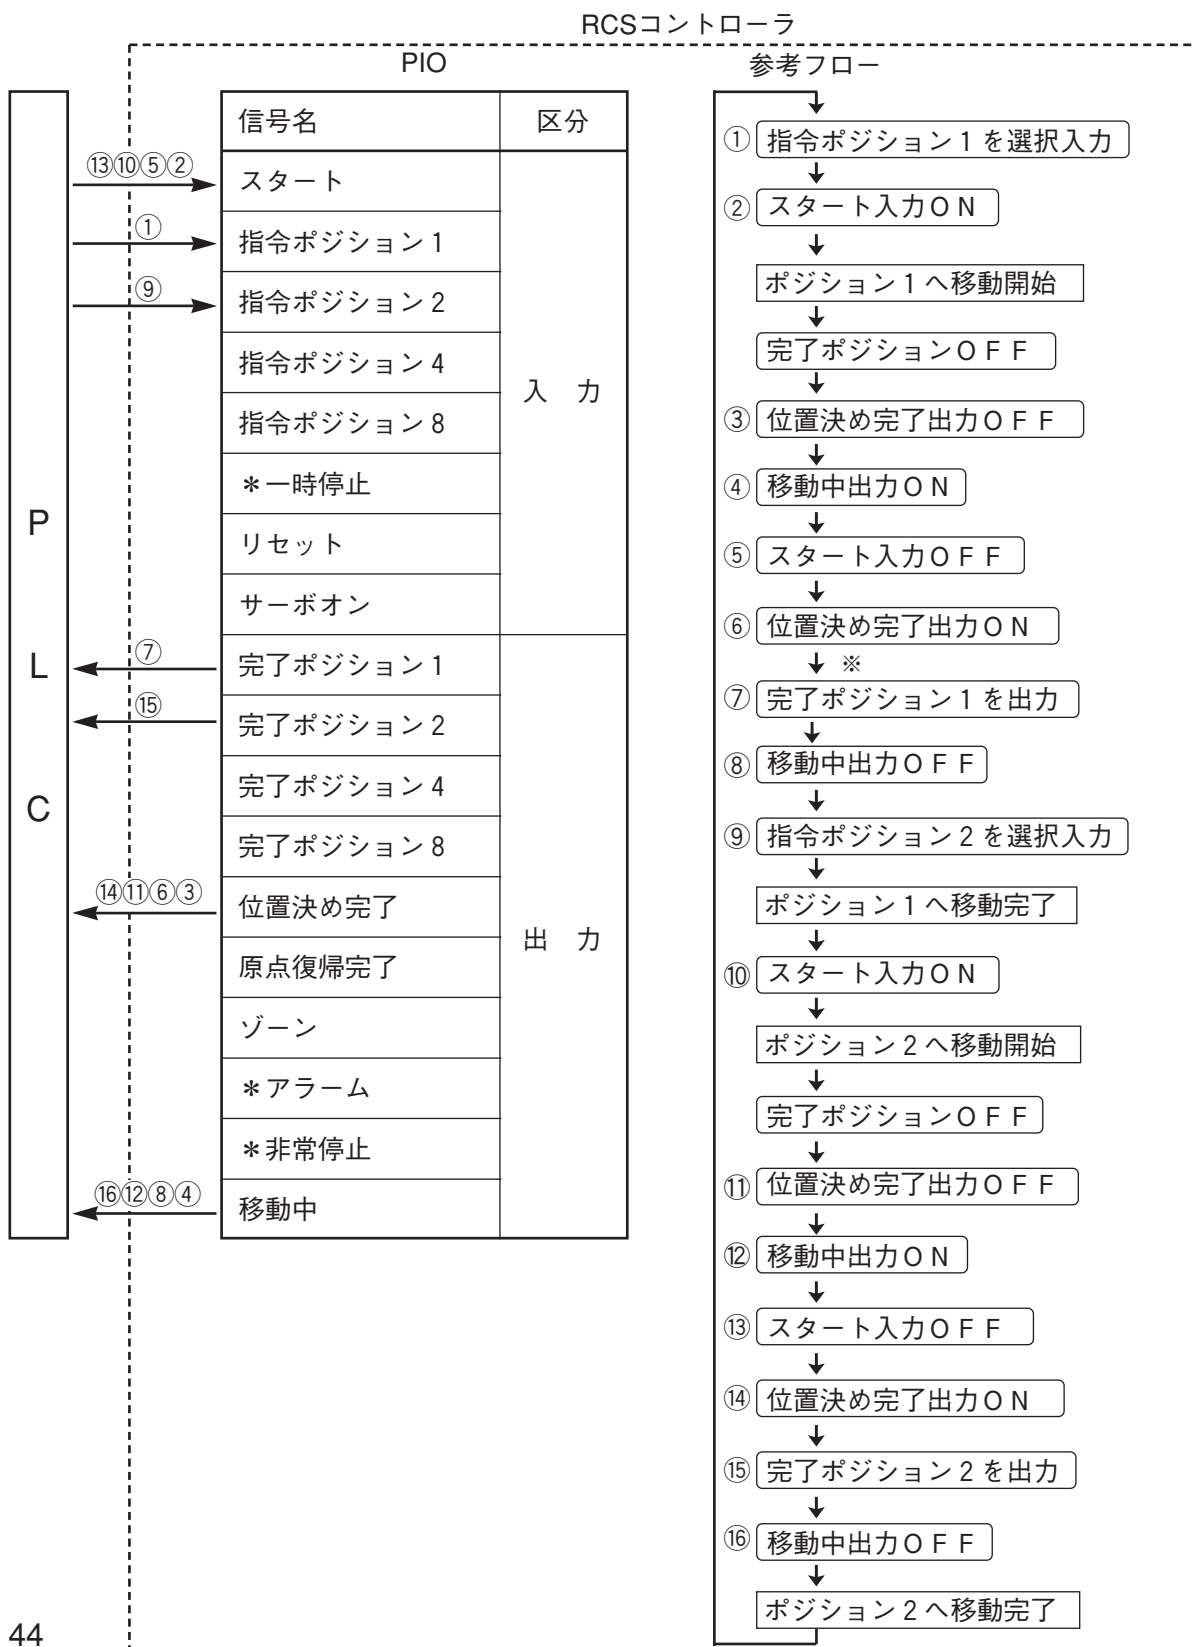 RCSコントローラ
PIO
信号名 区分
⑬⑩⑤② スタート
① 指令ポジション1
⑨ 指令ポジション2
指令ポジション4
指令ポジション8
＊一時停止
リセット
サーボオン
入 力
⑦ 完了ポジション1
⑮ 完了ポジション2
完了ポジション4
完了ポジション8
⑭⑪⑥③ 位置決め完了
原点復帰完了
ゾーン
＊アラーム
＊非常停止
⑯⑫⑧④ 移動中
出 力
P
L
C
参考フロー
① 指令ポジション1を選択入力
② スタート入力ON
ポジション1へ移動開始
完了ポジションOFF
③ 位置決め完了出力OFF
④ 移動中出力ON
⑤ スタート入力OFF
⑥ 位置決め完了出力ON
※
⑦ 完了ポジション1を出力
⑧ 移動中出力OFF
⑨ 指令ポジション2を選択入力
ポジション1へ移動完了
⑩ スタート入力ON
ポジション2へ移動開始
完了ポジションOFF
⑪ 位置決め完了出力OFF
⑫ 移動中出力ON
⑬ スタート入力OFF
⑭ 位置決め完了出力ON
⑮ 完了ポジション2を出力
⑯ 移動中出力OFF
ポジション2へ移動完了
44